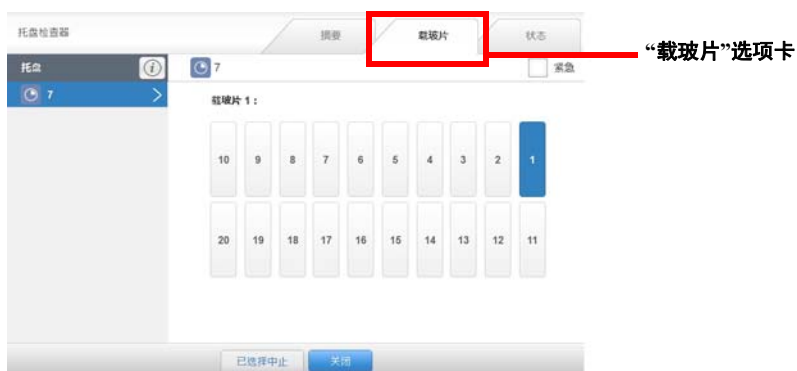 托盘检查器
摘要
载玻片
状态
“载玻片”选项卡
托盘
7
紧急
7
载玻片 1：
10 9 8 7 6 5 4 3 2 1
20 19 18 17 16 15 14 13 12 11
已选择中止
关闭